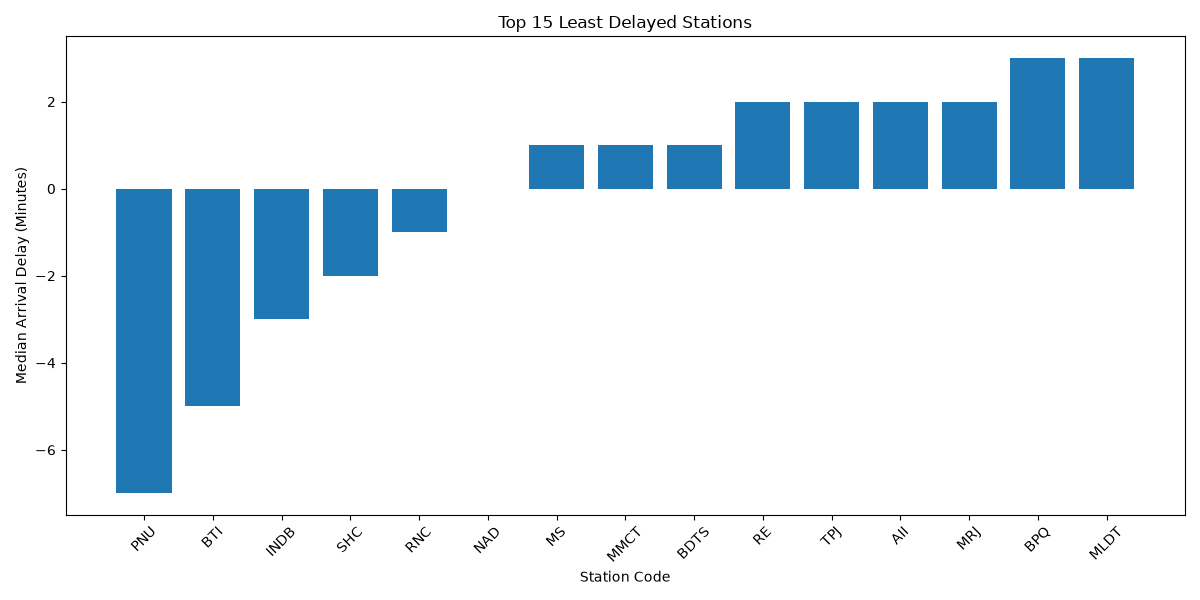 Top 15 Least Delayed Stations
Median Arrival Delay (Minutes)
2
0
−2
−4
−6
PNU
BTI
INDB
SHC
RNC
NAD
MS
MMCT
BDTS
RE
TPJ
AII
MRJ
BPQ
MLDT
Station Code